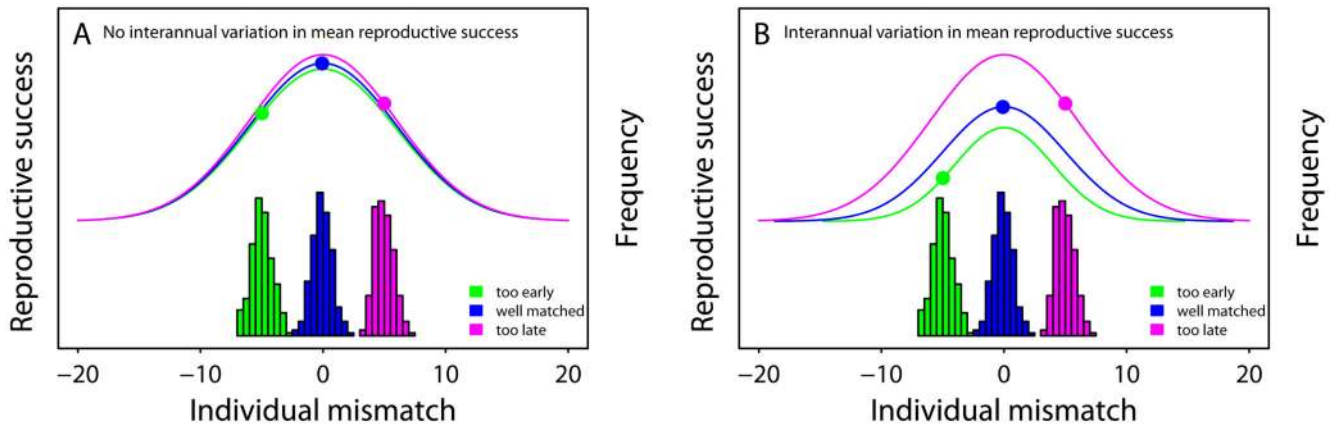 A No interannual variation in mean reproductive success
Reproductive success
Frequency
too early
well matched
too late
−20 −10 0 10 20
Individual mismatch
B Interannual variation in mean reproductive success
Reproductive success
Frequency
too early
well matched
too late
−20 −10 0 10 20
Individual mismatch